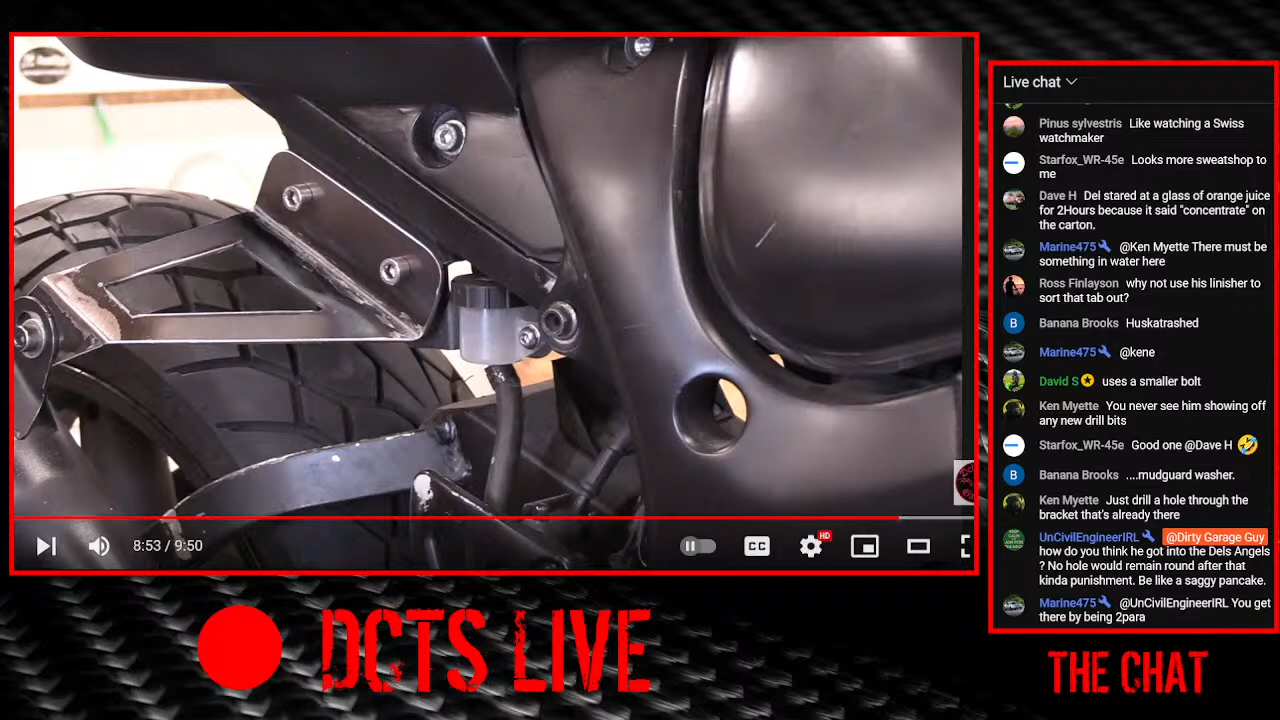 Live chat
Pinus sylvestris Like watching a Swiss
watchmaker
Starfox_WR-45e Looks more sweatshop to
me
Dave H Del stared at a glass of orange juice
for 2Hours because it said "concentrate" on
the carton.
Marine475 @Ken Myette There must be
something in water here
Ross Finlayson why not use his linisher to
sort that tab out?
B Banana Brooks Huskatrashed
Marine475 @kene
David S uses a smaller bolt
Ken Myette You never see him showing off
any new drill bits
Starfox_WR-45e Good one @Dave H 🤣
B Banana Brooks ....mudguard washer.
Ken Myette Just drill a hole through the
bracket that's already there
UnCivilEngineerIRL @Dirty Garage Guy
how do you think he got into the Dels Angels
? No hole would remain round after that
kinda punishment. Be like a saggy pancake.
Marine475 @UnCivilEngineerIRL You get
there by being 2para
8:53 / 9:50
CC
HD
DCTS LIVE
THE CHAT